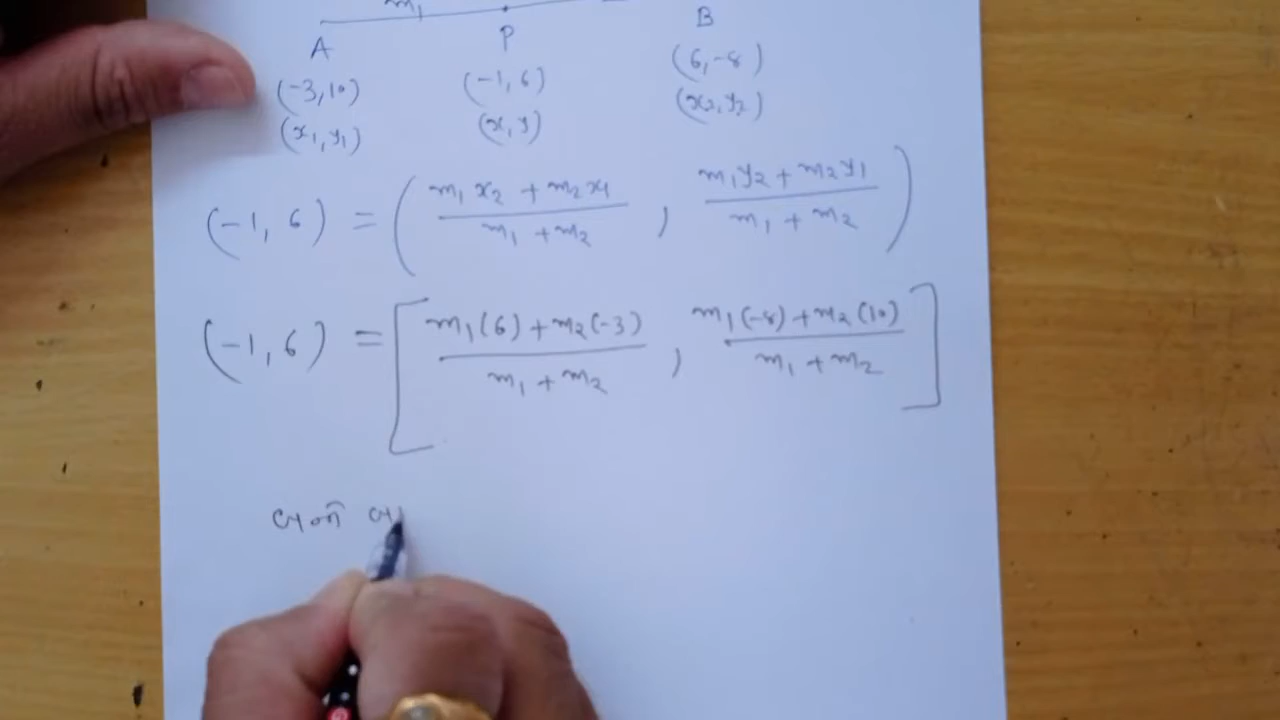 m₁
A P B
(-3,10) (-1,6) (6,-8)
(x₁,y₁) (x,y) (x₂,y₂)
(-1, 6) = ( (m₁x₂ + m₂x₁)/(m₁ + m₂) , (m₁y₂ + m₂y₁)/(m₁ + m₂) )
(-1, 6) = [ (m₁(6) + m₂(-3))/(m₁ + m₂) , (m₁(-8) + m₂(10))/(m₁ + m₂) ]